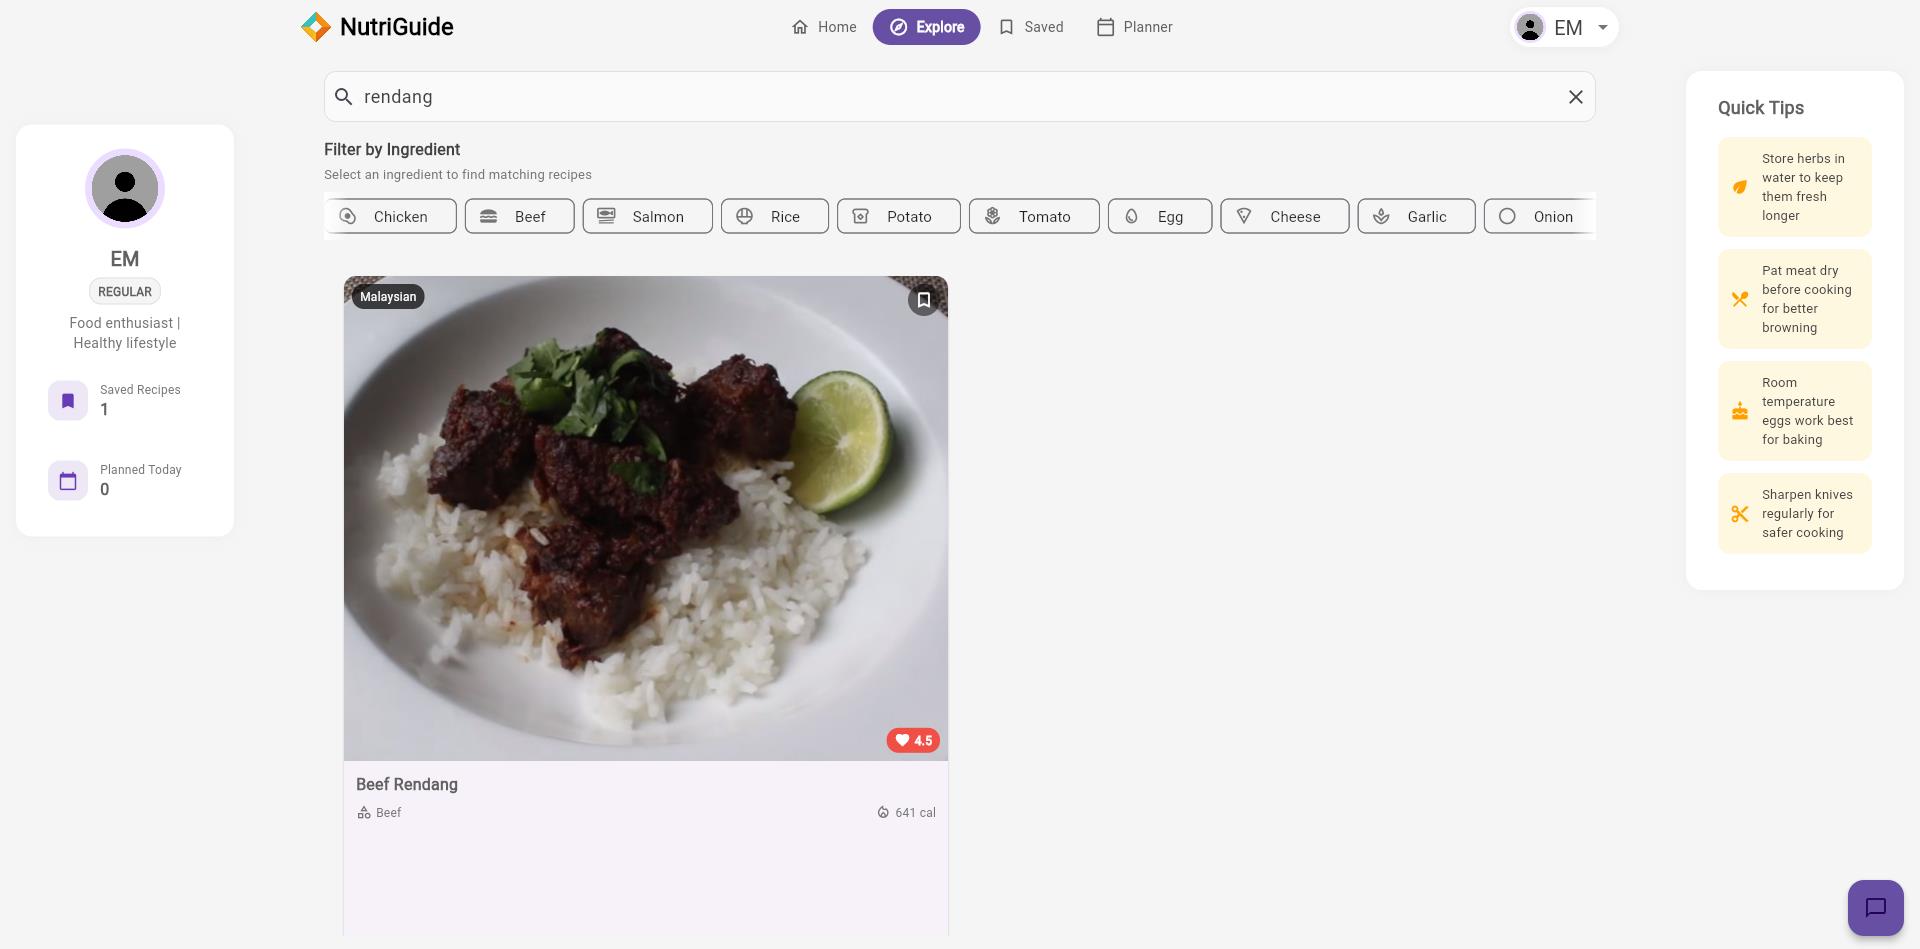 NutriGuide
Home
Explore
Saved
Planner
EM
rendang
Filter by Ingredient
Select an ingredient to find matching recipes
Chicken
Beef
Salmon
Rice
Potato
Tomato
Egg
Cheese
Garlic
Onion
EM
REGULAR
Food enthusiast |
Healthy lifestyle
Saved Recipes
1
Planned Today
0
Malaysian
4.5
Beef Rendang
Beef
641 cal
Quick Tips
Store herbs in
water to keep
them fresh
longer
Pat meat dry
before cooking
for better
browning
Room
temperature
eggs work best
for baking
Sharpen knives
regularly for
safer cooking